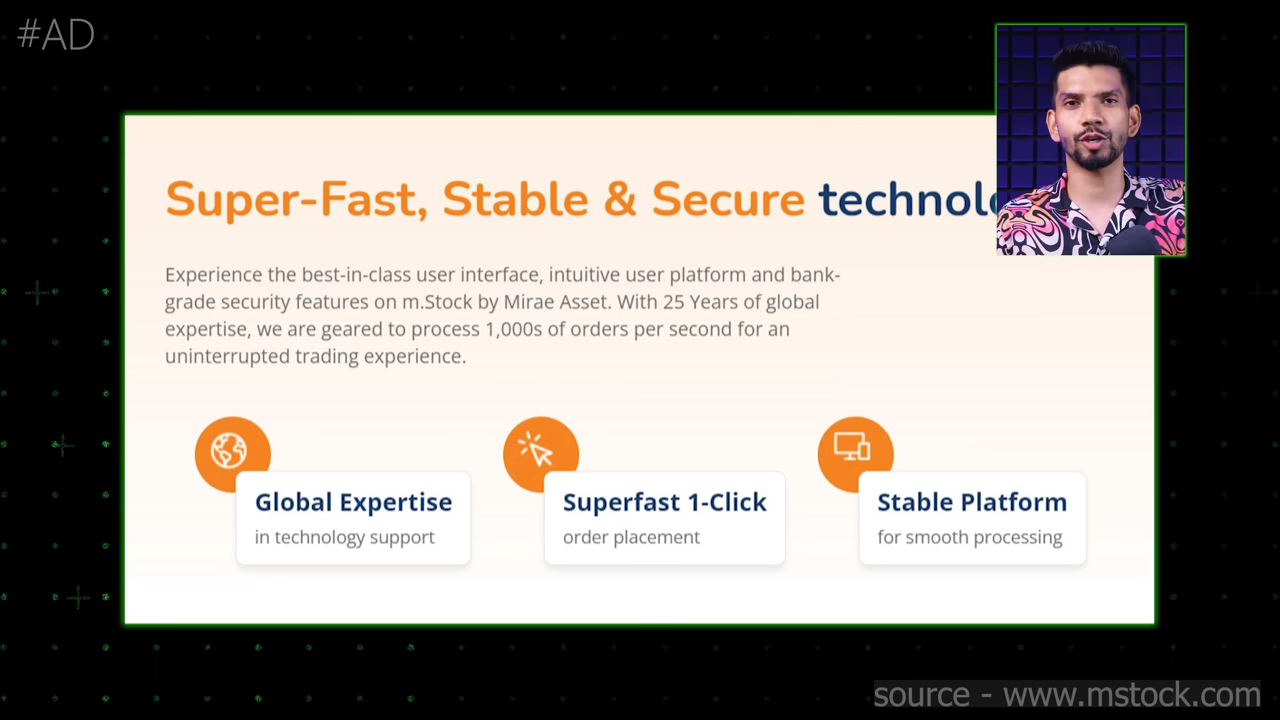 #AD
Super-Fast, Stable & Secure
Experience the best-in-class user interface, intuitive user platform and bank-
grade security features on m.Stock by Mirae Asset. With 25 Years of global
expertise, we are geared to process 1,000s of orders per second for an
uninterrupted trading experience.
Global Expertise
in technology support
Superfast 1-Click
order placement
Stable Platform
for smooth processing
source - www.mstock.com